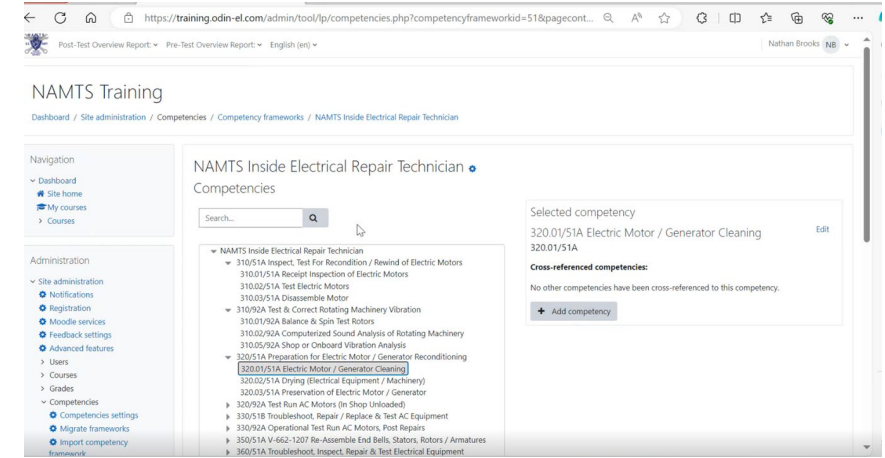 https://training.odin-el.com/admin/tool/lp/competencies.php?competencyframeworkid=51&pagecont...
Post-Test Overview Report: Pre-Test Overview Report: English (en)
Nathan Brooks NB
NAMTS Training
Dashboard / Site administration / Competencies / Competency frameworks / NAMTS Inside Electrical Repair Technician
Navigation
Dashboard
Site home
My courses
Courses
Administration
Site administration
Notifications
Registration
Moodle services
Feedback settings
Advanced features
Users
Courses
Grades
Competencies
Competencies settings
Migrate frameworks
Import competency
framework
NAMTS Inside Electrical Repair Technician
Competencies
Search...
NAMTS Inside Electrical Repair Technician
310/51A Inspect, Test For Recondition / Rewind of Electric Motors
310.01/51A Receipt Inspection of Electric Motors
310.02/51A Test Electric Motors
310.03/51A Disassemble Motor
310/92A Test & Correct Rotating Machinery Vibration
310.01/92A Balance & Spin Test Rotors
310.02/92A Computerized Sound Analysis of Rotating Machinery
310.05/92A Shop or Onboard Vibration Analysis
320/51A Preparation for Electric Motor / Generator Reconditioning
320.01/51A Electric Motor / Generator Cleaning
320.02/51A Drying (Electrical Equipment / Machinery)
320.03/51A Preservation of Electric Motor / Generator
320/92A Test Run AC Motors (In Shop Unloaded)
330/51B Troubleshoot, Repair / Replace & Test AC Equipment
330/92A Operational Test Run AC Motors, Post Repairs
350/51A V-662-1207 Re-Assemble End Bells, Stators, Rotors / Armatures
360/51A Troubleshoot, Inspect, Repair & Test Electrical Equipment
Selected competency
320.01/51A Electric Motor / Generator Cleaning
Edit
320.01/51A
Cross-referenced competencies:
No other competencies have been cross-referenced to this competency.
+ Add competency